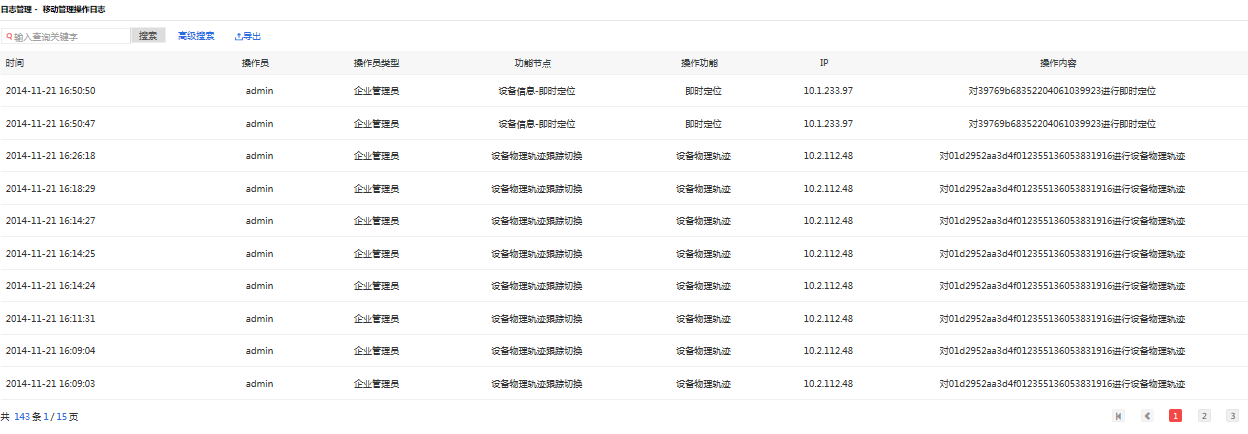 日志管理 - 移动管理操作日志
输入查询关键字 搜索 高级搜索 导出
时间 操作员 操作员类型 功能节点 操作功能 IP 操作内容
2014-11-21 16:50:50 admin 企业管理员 设备信息-即时定位 即时定位 10.1.233.97 对39769b68352204061039923进行即时定位
2014-11-21 16:50:47 admin 企业管理员 设备信息-即时定位 即时定位 10.1.233.97 对39769b68352204061039923进行即时定位
2014-11-21 16:26:18 admin 企业管理员 设备物理轨迹跟踪切换 设备物理轨迹 10.2.112.48 对01d2952aa3d4f012355136053831916进行设备物理轨迹
2014-11-21 16:18:29 admin 企业管理员 设备物理轨迹跟踪切换 设备物理轨迹 10.2.112.48 对01d2952aa3d4f012355136053831916进行设备物理轨迹
2014-11-21 16:14:27 admin 企业管理员 设备物理轨迹跟踪切换 设备物理轨迹 10.2.112.48 对01d2952aa3d4f012355136053831916进行设备物理轨迹
2014-11-21 16:14:25 admin 企业管理员 设备物理轨迹跟踪切换 设备物理轨迹 10.2.112.48 对01d2952aa3d4f012355136053831916进行设备物理轨迹
2014-11-21 16:14:24 admin 企业管理员 设备物理轨迹跟踪切换 设备物理轨迹 10.2.112.48 对01d2952aa3d4f012355136053831916进行设备物理轨迹
2014-11-21 16:11:31 admin 企业管理员 设备物理轨迹跟踪切换 设备物理轨迹 10.2.112.48 对01d2952aa3d4f012355136053831916进行设备物理轨迹
2014-11-21 16:09:04 admin 企业管理员 设备物理轨迹跟踪切换 设备物理轨迹 10.2.112.48 对01d2952aa3d4f012355136053831916进行设备物理轨迹
2014-11-21 16:09:03 admin 企业管理员 设备物理轨迹跟踪切换 设备物理轨迹 10.2.112.48 对01d2952aa3d4f012355136053831916进行设备物理轨迹
共 143 条 1 / 15 页 1 2 3